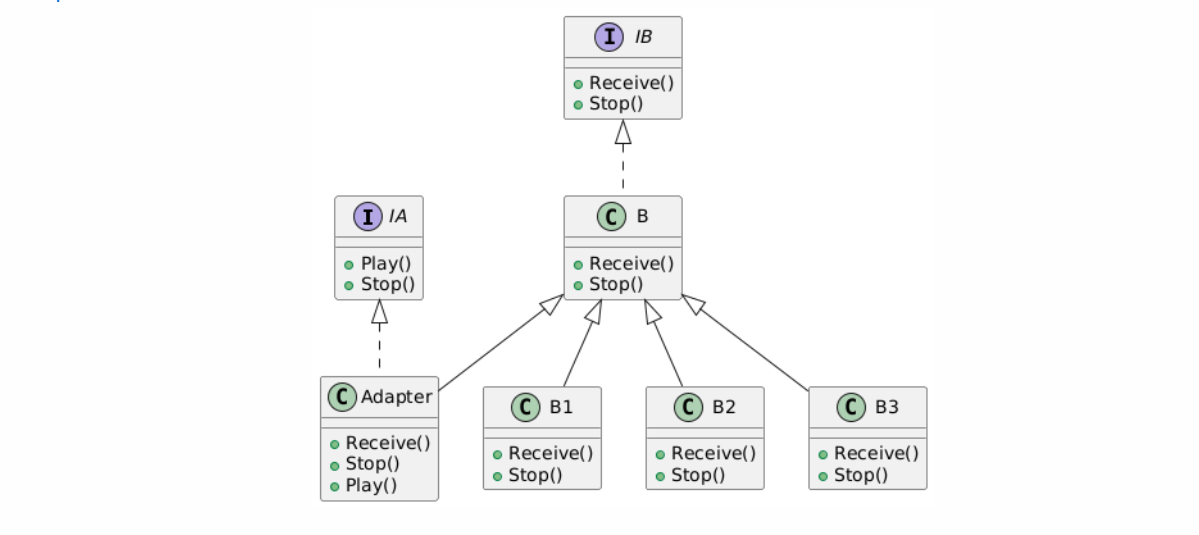 I IB
Receive()
Stop()
I IA
Play()
Stop()
C B
Receive()
Stop()
C Adapter
Receive()
Stop()
Play()
C B1
Receive()
Stop()
C B2
Receive()
Stop()
C B3
Receive()
Stop()